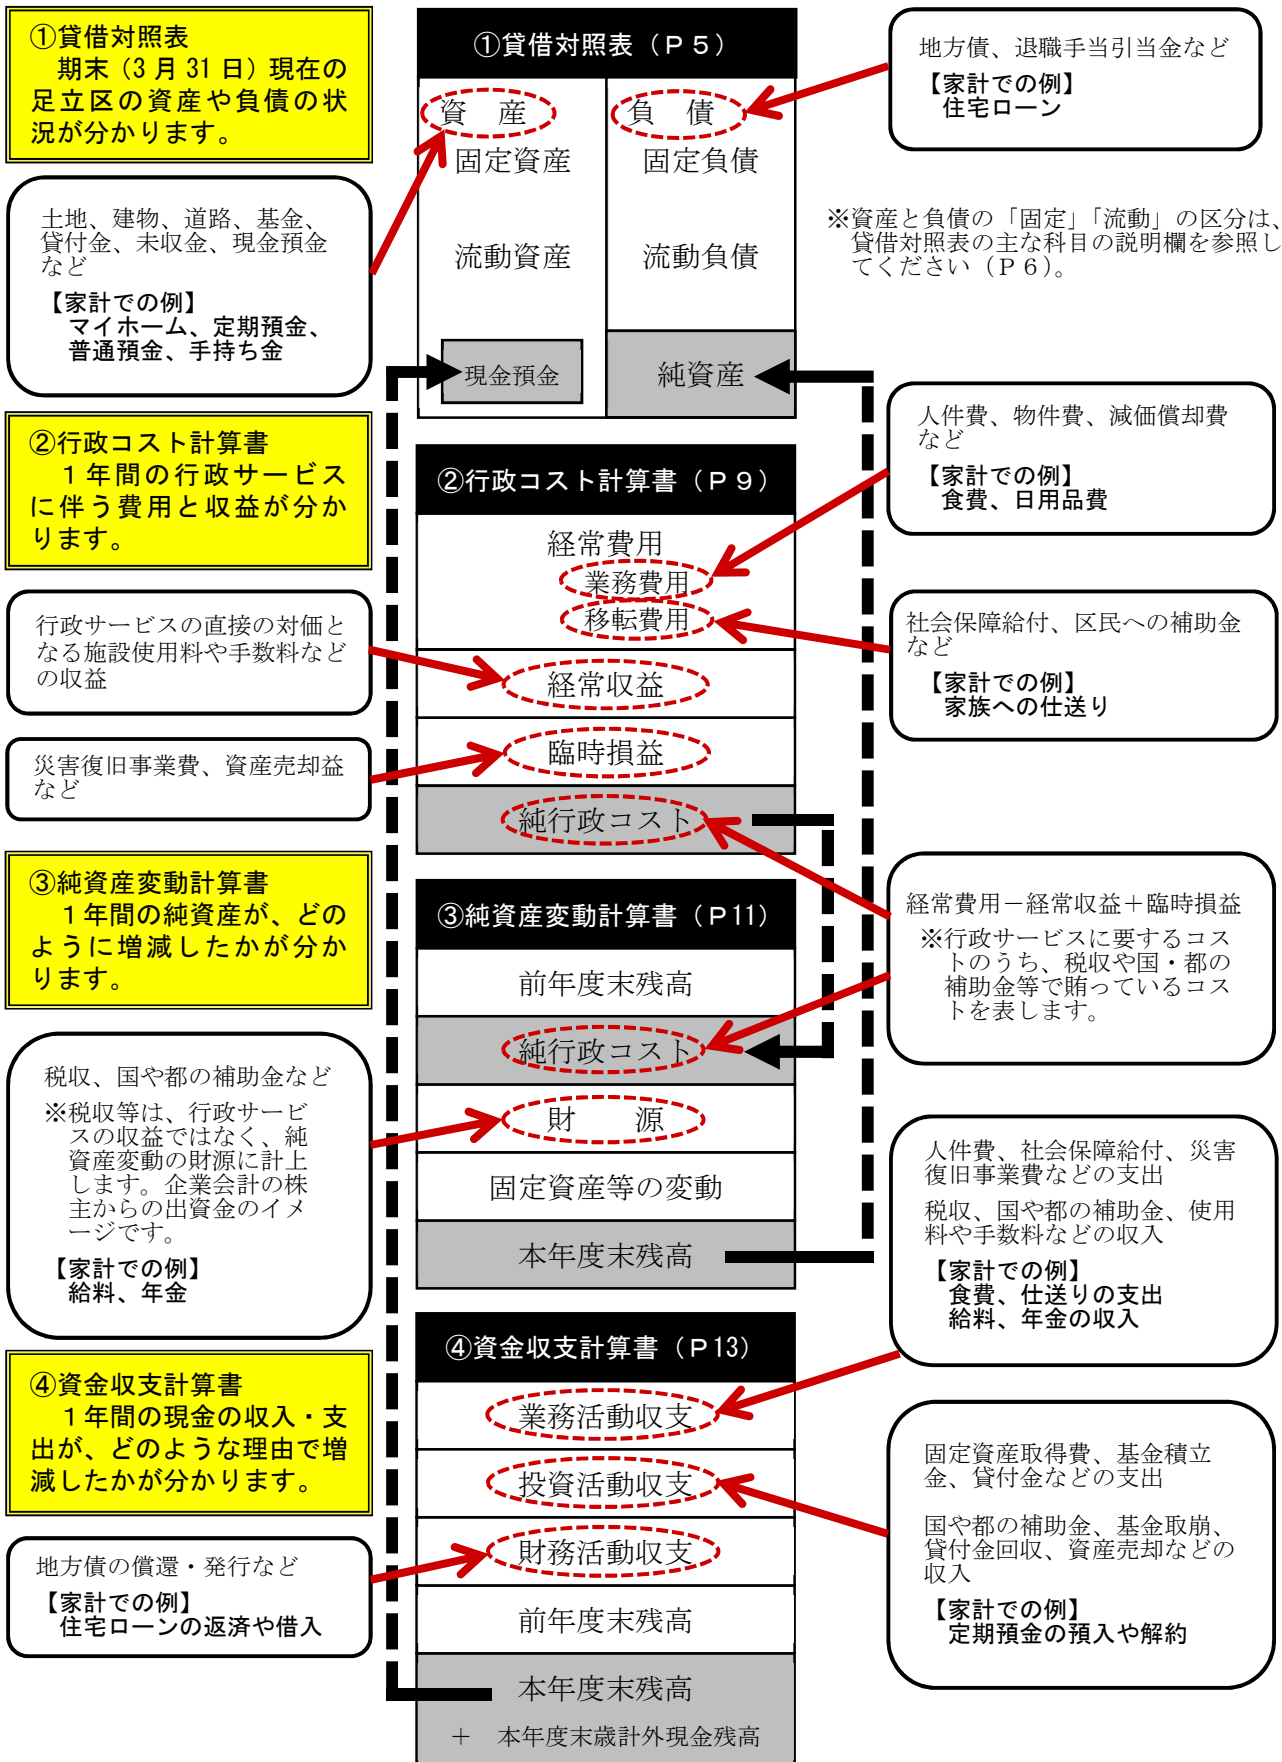 ①貸借対照表
期末（3月31日）現在の
足立区の資産や負債の状
況が分かります。
土地、建物、道路、基金、
貸付金、未収金、現金預金
など
【家計での例】
マイホーム、定期預金、
普通預金、手持ち金
①貸借対照表（P5）
資　産
固定資産
流動資産
現金預金
負　債
固定負債
流動負債
純資産
地方債、退職手当引当金など
【家計での例】
住宅ローン
※資産と負債の「固定」「流動」の区分は、
貸借対照表の主な科目の説明欄を参照し
てください（P6）。
②行政コスト計算書
１年間の行政サービス
に伴う費用と収益が分か
ります。
行政サービスの直接の対価と
なる施設使用料や手数料など
の収益
災害復旧事業費、資産売却益
など
②行政コスト計算書（P9）
経常費用
業務費用
移転費用
経常収益
臨時損益
純行政コスト
人件費、物件費、減価償却費
など
【家計での例】
食費、日用品費
社会保障給付、区民への補助金
など
【家計での例】
家族への仕送り
③純資産変動計算書
１年間の純資産が、どの
ように増減したかが分か
ります。
税収、国や都の補助金など
※税収等は、行政サービ
スの収益ではなく、純
資産変動の財源に計上
します。企業会計の株
主からの出資金のイメ
ージです。
【家計での例】
給料、年金
③純資産変動計算書（P11）
前年度末残高
純行政コスト
財　　源
固定資産等の変動
本年度末残高
経常費用－経常収益＋臨時損益
※行政サービスに要するコス
トのうち、税収や国・都の
補助金等で賄っているコス
トを表します。
④資金収支計算書
１年間の現金の収入・支
出が、どのような理由で増
減したかが分かります。
地方債の償還・発行など
【家計での例】
住宅ローンの返済や借入
④資金収支計算書（P13）
業務活動収支
投資活動収支
財務活動収支
前年度末残高
本年度末残高
＋　本年度末歳計外現金残高
人件費、社会保障給付、災害
復旧事業費などの支出
税収、国や都の補助金、使用
料や手数料などの収入
【家計での例】
食費、仕送りの支出
給料、年金の収入
固定資産取得費、基金積立
金、貸付金などの支出
国や都の補助金、基金取崩、
貸付金回収、資産売却などの
収入
【家計での例】
定期預金の預入や解約